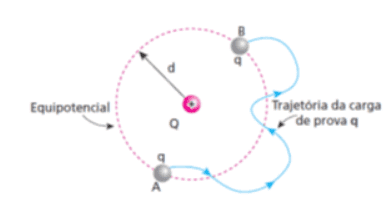 B
q
d
+
Equipotencial
Q
Trajetória da carga
de prova q
q
A